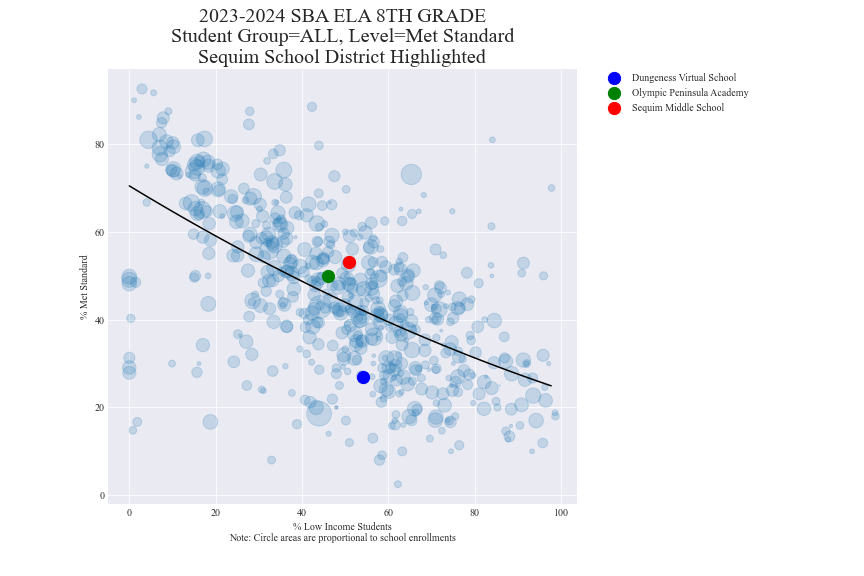 2023-2024 SBA ELA 8TH GRADE
Student Group=ALL, Level=Met Standard
Sequim School District Highlighted
Dungeness Virtual School
Olympic Peninsula Academy
Sequim Middle School
% Met Standard
80
60
40
20
0
0 20 40 60 80 100
% Low Income Students
Note: Circle areas are proportional to school enrollments